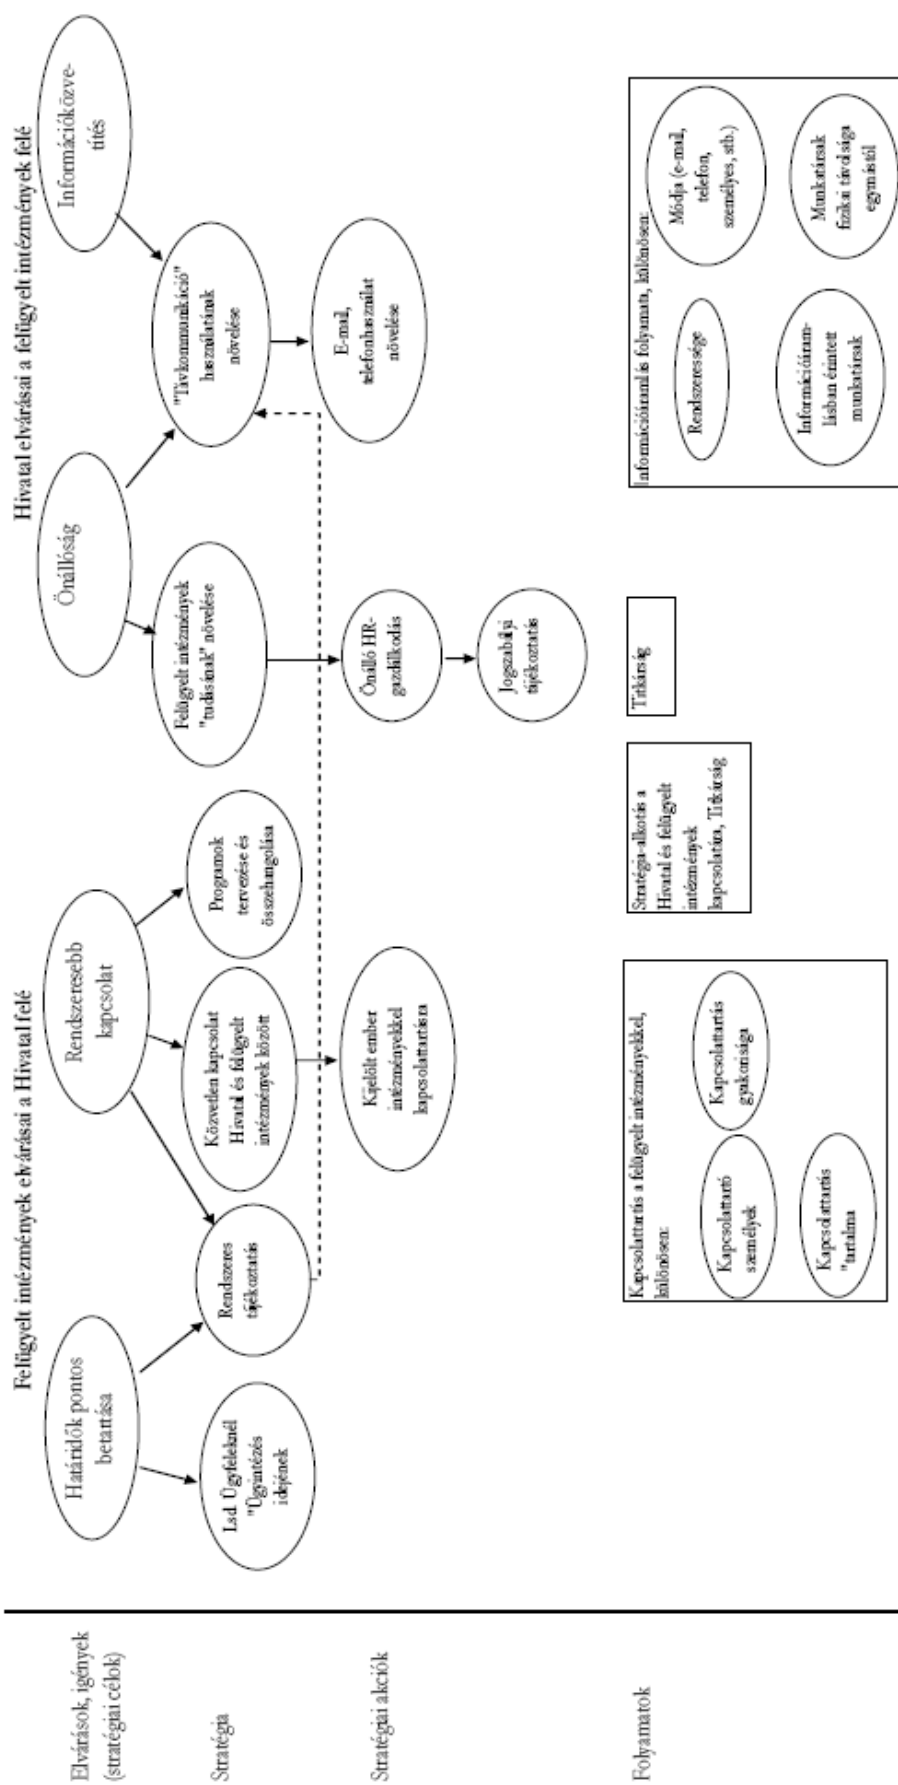 Felügyelt intézmények elvárásai a Hivatal felé
Hivatal elvárásai a felügyelt intézmények felé
Elvárások, igények
(stratégiai célok)
Határidők pontos
betartása
Rendszeresebb
kapcsolat
Önállóság
Információközve-
títés
Stratégia
Lsd. Ügyfeleknél
"Ügyintézés
idejének
Rendszeres
tájékoztatás
Közvetlen kapcsolat
Hivatal és felügyelt
intézmények között
Programok
tervezése és
összehangolása
Felügyelt intézmények
"tudásának" növelése
"Távkommunikáció"
használatának
növelése
Stratégiai akciók
Kijelölt ember
intézményekkel
kapcsolattartásra
Önálló HR-
gazdálkodás
E-mail,
telefonhasználat
növelése
Jogszabályi
tájékoztatás
Folyamatok
Kapcsolattartás a felügyelt intézményekkel,
különösen:
Kapcsolattartó
személyek
Kapcsolattartás
gyakorisága
Kapcsolattartás
"tartalma
Stratégia-alkotás a
Hivatal és felügyelt
intézmények
kapcsolatára, Titkárság
Titkárság
Információáramlás folyamata, különösen:
Rendszeressége
Módja (e-mail,
telefon,
személyes, stb.)
Információáram-
lásban érintett
munkatársak
Munkatársak
fizikai távolsága
egymástól